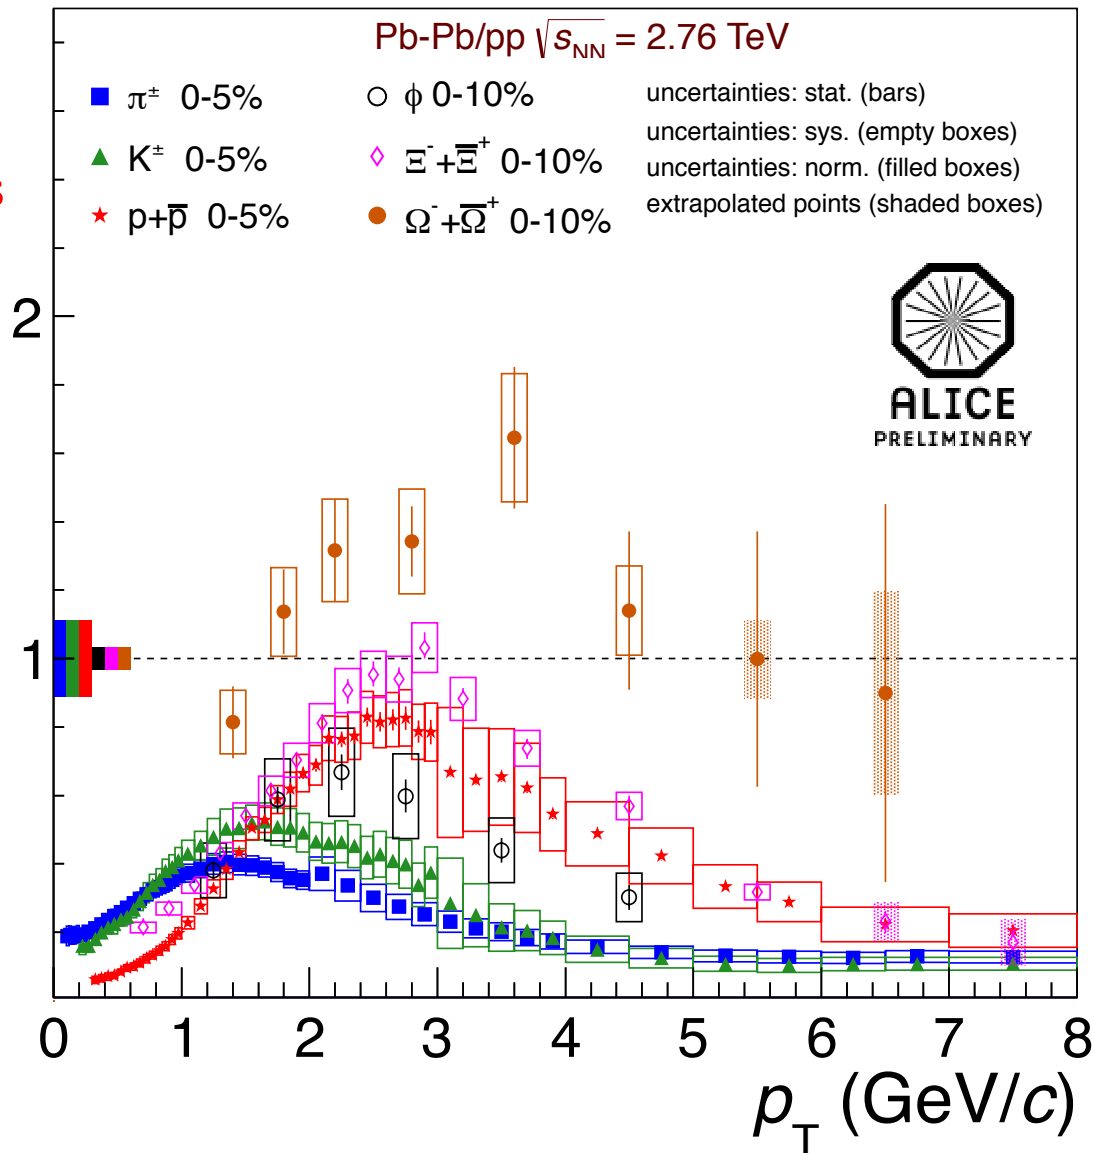 Pb-Pb/pp √sNN = 2.76 TeV
π± 0-5%
K± 0-5%
p+p̅ 0-5%
ϕ 0-10%
Ξ⁻+Ξ̅⁺ 0-10%
Ω⁻+Ω̅⁺ 0-10%
uncertainties: stat. (bars)
uncertainties: sys. (empty boxes)
uncertainties: norm. (filled boxes)
extrapolated points (shaded boxes)
s
ALICE
PRELIMINARY
2
1
0 1 2 3 4 5 6 7 8
pT (GeV/c)